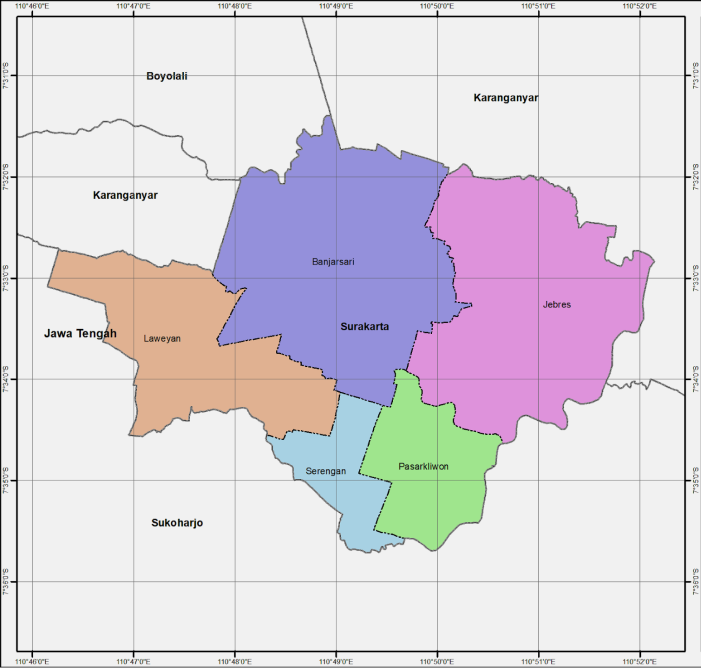 110°46'0"E 110°47'0"E 110°48'0"E 110°49'0"E 110°50'0"E 110°51'0"E 110°52'0"E
7°31'0"S 7°31'0"S
Boyolali
Karanganyar
7°32'0"S 7°32'0"S
Karanganyar
Banjarsari
7°33'0"S 7°33'0"S
Jebres
Surakarta
Jawa Tengah
Laweyan
7°34'0"S 7°34'0"S
Pasarkliwon
Serengan
7°35'0"S 7°35'0"S
Sukoharjo
7°36'0"S 7°36'0"S
110°46'0"E 110°47'0"E 110°48'0"E 110°49'0"E 110°50'0"E 110°51'0"E 110°52'0"E